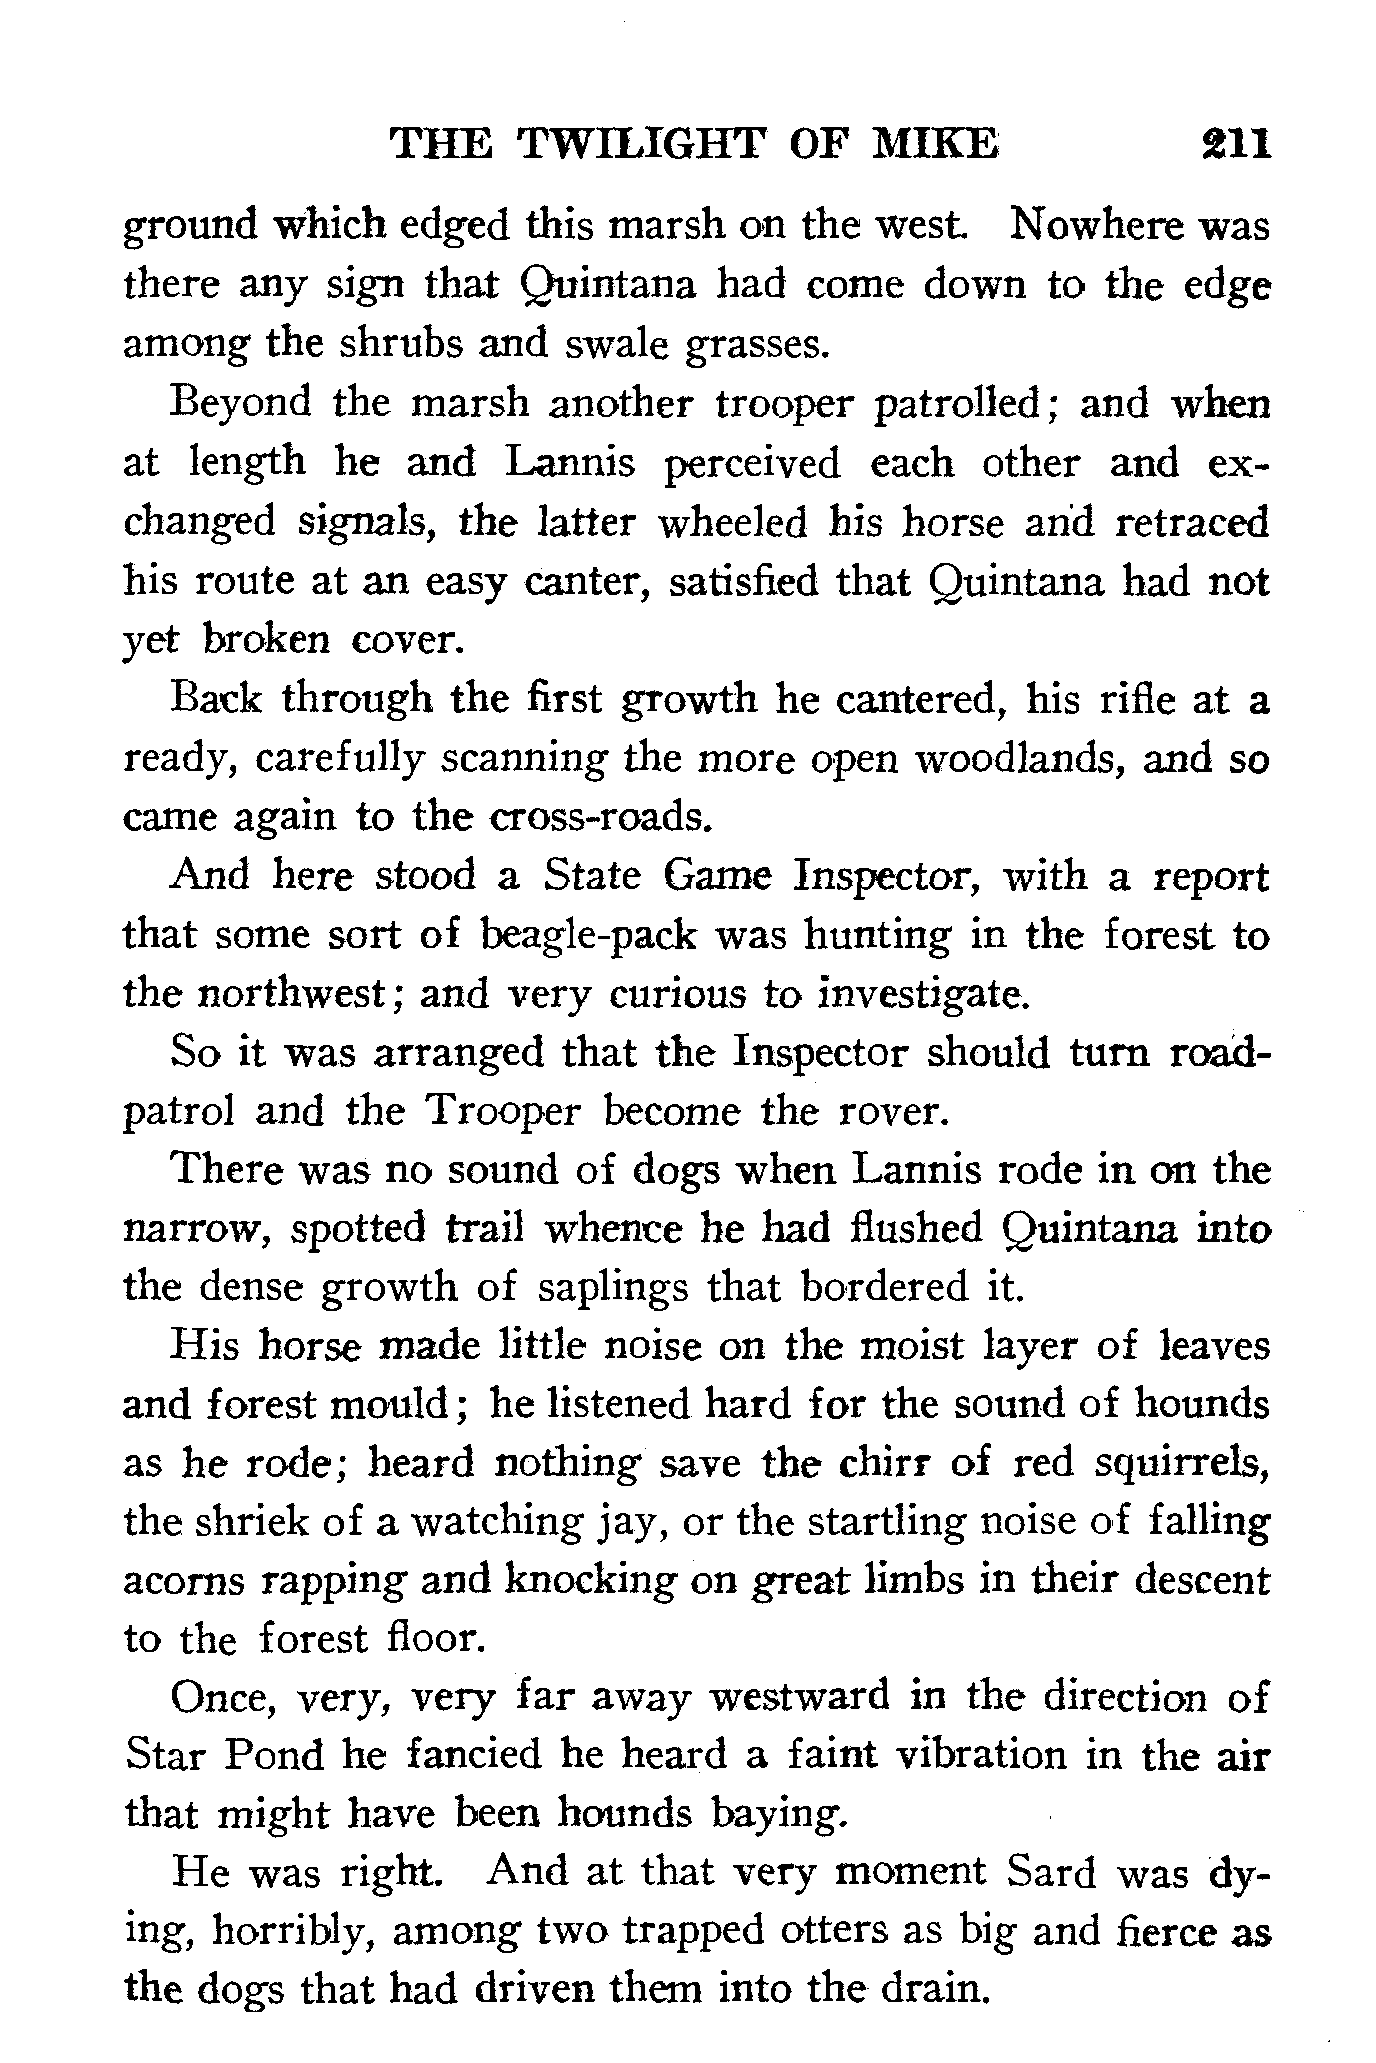 THE TWILIGHT OF MIKE 211
ground which edged this marsh on the west. Nowhere was
there any sign that Quintana had come down to the edge
among the shrubs and swale grasses.
Beyond the marsh another trooper patrolled; and when
at length he and Lannis perceived each other and ex-
changed signals, the latter wheeled his horse and retraced
his route at an easy canter, satisfied that Quintana had not
yet broken cover.
Back through the first growth he cantered, his rifle at a
ready, carefully scanning the more open woodlands, and so
came again to the cross-roads.
And here stood a State Game Inspector, with a report
that some sort of beagle-pack was hunting in the forest to
the northwest; and very curious to investigate.
So it was arranged that the Inspector should turn road-
patrol and the Trooper become the rover.
There was no sound of dogs when Lannis rode in on the
narrow, spotted trail whence he had flushed Quintana into
the dense growth of saplings that bordered it.
His horse made little noise on the moist layer of leaves
and forest mould; he listened hard for the sound of hounds
as he rode; heard nothing save the chirr of red squirrels,
the shriek of a watching jay, or the startling noise of falling
acorns rapping and knocking on great limbs in their descent
to the forest floor.
Once, very, very far away westward in the direction of
Star Pond he fancied he heard a faint vibration in the air
that might have been hounds baying.
He was right. And at that very moment Sard was dy-
ing, horribly, among two trapped otters as big and fierce as
the dogs that had driven them into the drain.